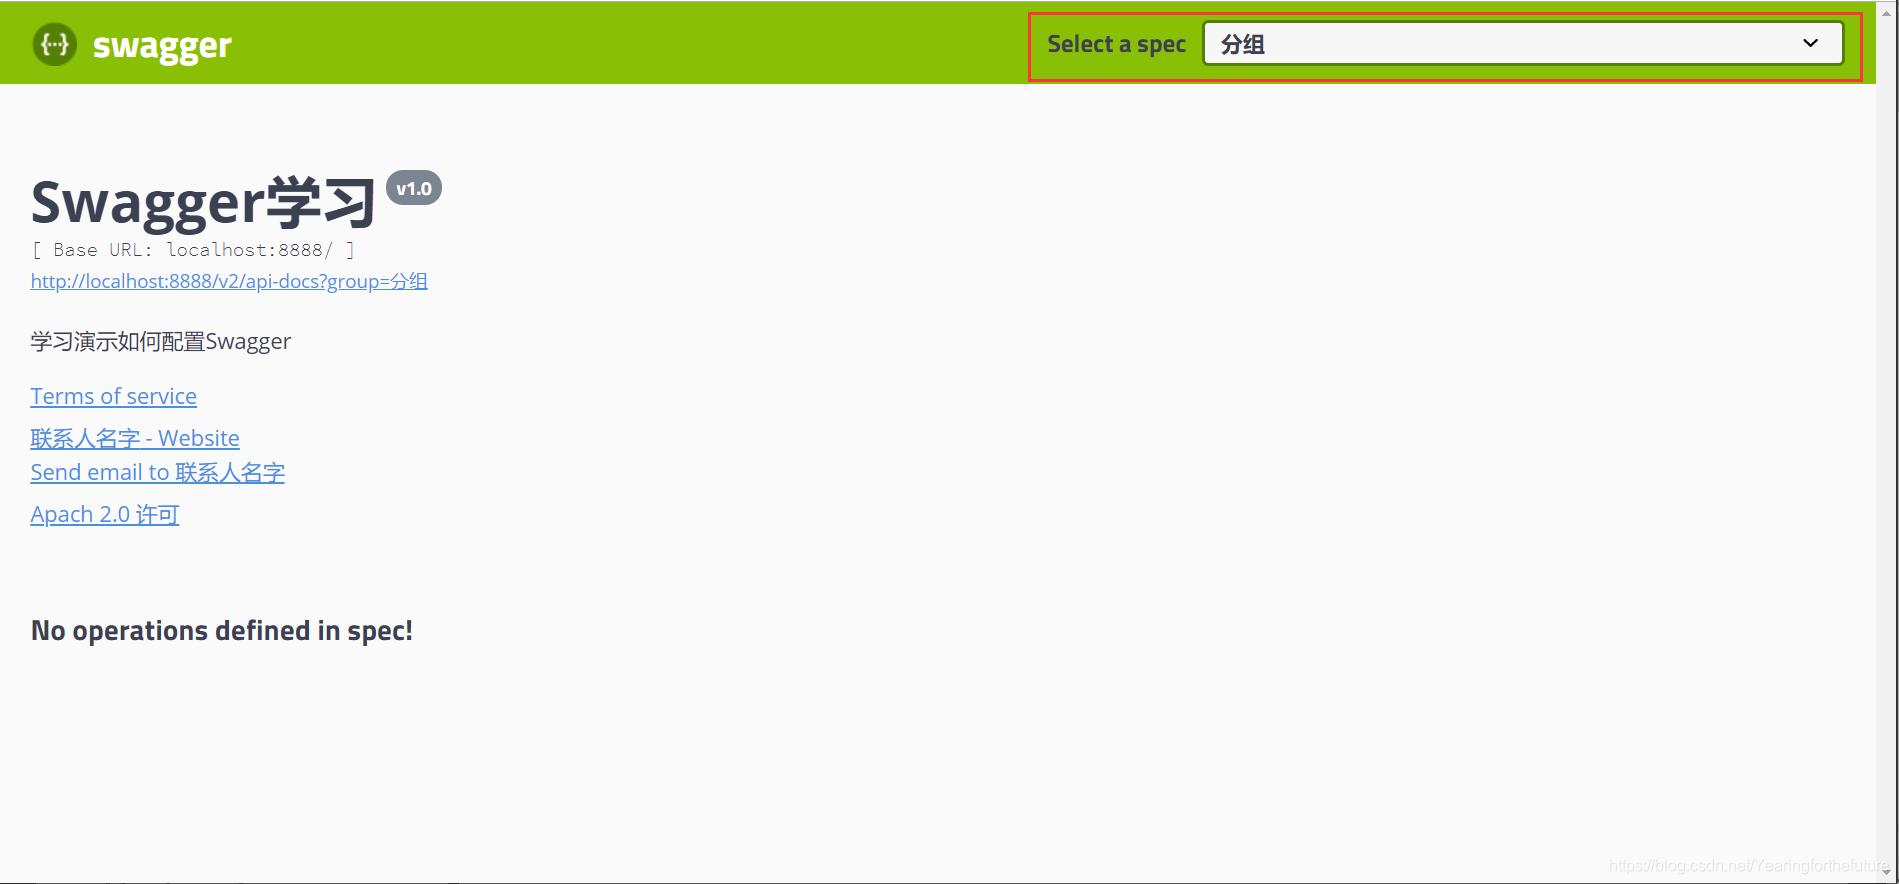 swagger
Select a spec 分组
Swagger学习 v1.0
[ Base URL: localhost:8888/ ]
http://localhost:8888/v2/api-docs?group=分组
学习演示如何配置Swagger
Terms of service
联系人名字 - Website
Send email to 联系人名字
Apach 2.0 许可
No operations defined in spec!
https://blog.csdn.net/Yearingforthefuture